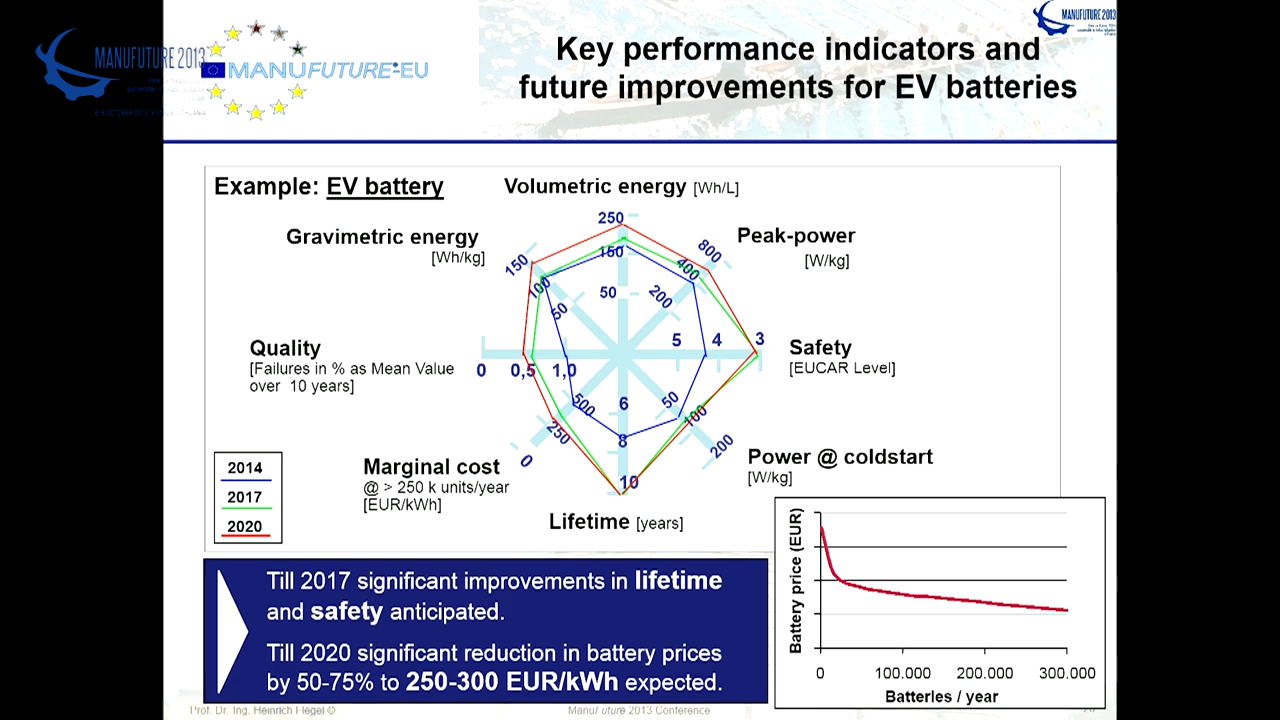 MANUFUTURE 2013
MANUFUTURE-EU
MANUFUTURE 2013
Key performance indicators and
future improvements for EV batteries
Example: EV battery
Volumetric energy [Wh/L]
250
150
50
Gravimetric energy
[Wh/kg]
150
100
50
Peak-power
[W/kg]
800
400
200
Quality
[Failures in % as Mean Value
over 10 years]
0 0,5 1,0
5 4 3
Safety
[EUCAR Level]
Marginal cost
@ > 250 k units/year
[EUR/kWh]
500
250
0
6
8
10
Lifetime [years]
50
100
200
Power @ coldstart
[W/kg]
2014
2017
2020
Till 2017 significant improvements in lifetime
and safety anticipated.
Till 2020 significant reduction in battery prices
by 50-75% to 250-300 EUR/kWh expected.
Battery price (EUR)
0 100.000 200.000 300.000
Batteries / year
Prof. Dr. Ing. Heinrich Flegel ©
ManuFuture 2013 Conference